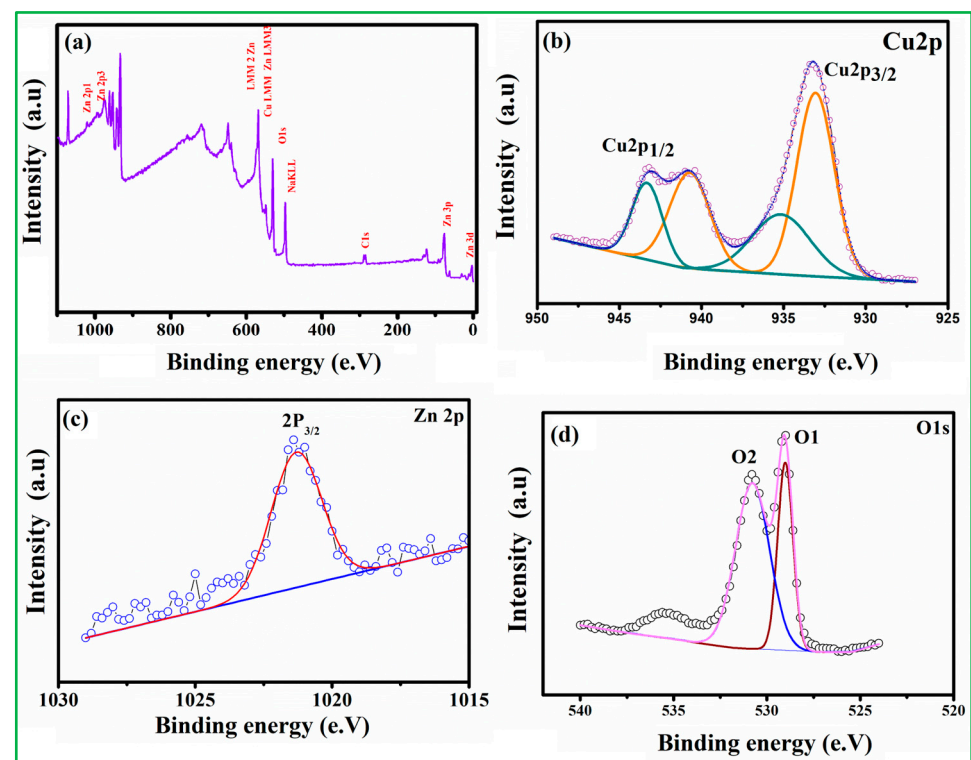 (a)
Zn 2p1
Zn 2p3
LMM 2 Zn
Cu LMM Zn LMM3
O1s
NaKLL
C1s
Zn 3p
Zn 3d
Intensity (a.u)
1000 800 600 400 200 0
Binding energy (e.V)
(b)
Cu2p
Cu2p3/2
Cu2p1/2
Intensity (a.u)
950 945 940 935 930 925
Binding energy (e.V)
(c)
Zn 2p
2P3/2
Intensity (a.u)
1030 1025 1020 1015
Binding energy (e.V)
(d)
O1s
O2
O1
Intensity (a.u)
540 535 530 525 520
Binding energy (e.V)